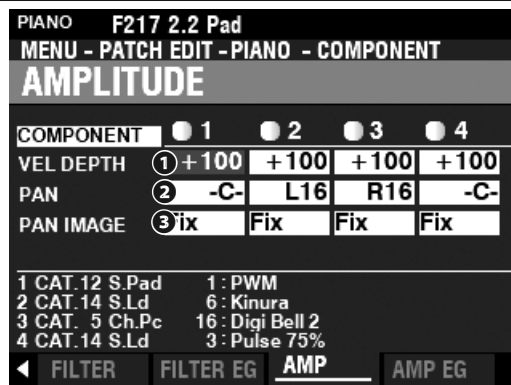 PIANO F217 2.2 Pad
MENU - PATCH EDIT - PIANO - COMPONENT
AMPLITUDE
COMPONENT 1 2 3 4
VEL DEPTH ① +100 +100 +100 +100
PAN ② -C- L16 R16 -C-
PAN IMAGE ③ Fix Fix Fix Fix
1 CAT.12 S.Pad 1 : PWM
2 CAT.14 S.Ld 6 : Kinura
3 CAT. 5 Ch.Pc 16 : Digi Bell 2
4 CAT.14 S.Ld 3 : Pulse 75%
◀ FILTER FILTER EG AMP AMP EG